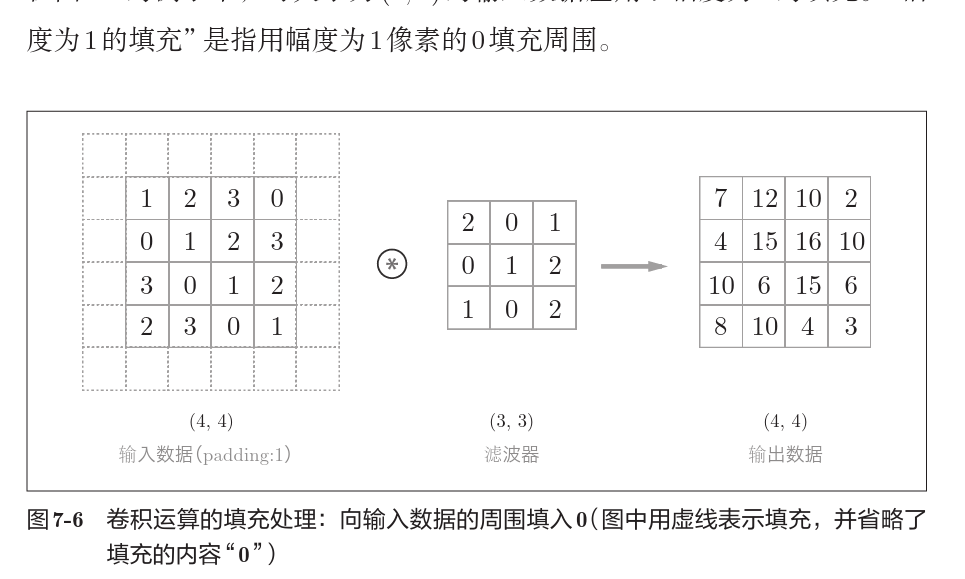 度为1的填充”是指用幅度为1像素的0填充周围。
1 2 3 0
0 1 2 3
3 0 1 2
2 3 0 1
*
2 0 1
0 1 2
1 0 2
7 12 10 2
4 15 16 10
10 6 15 6
8 10 4 3
(4, 4) (3, 3) (4, 4)
输入数据(padding:1) 滤波器 输出数据
图7-6 卷积运算的填充处理：向输入数据的周围填入0(图中用虚线表示填充，并省略了
填充的内容“0”)